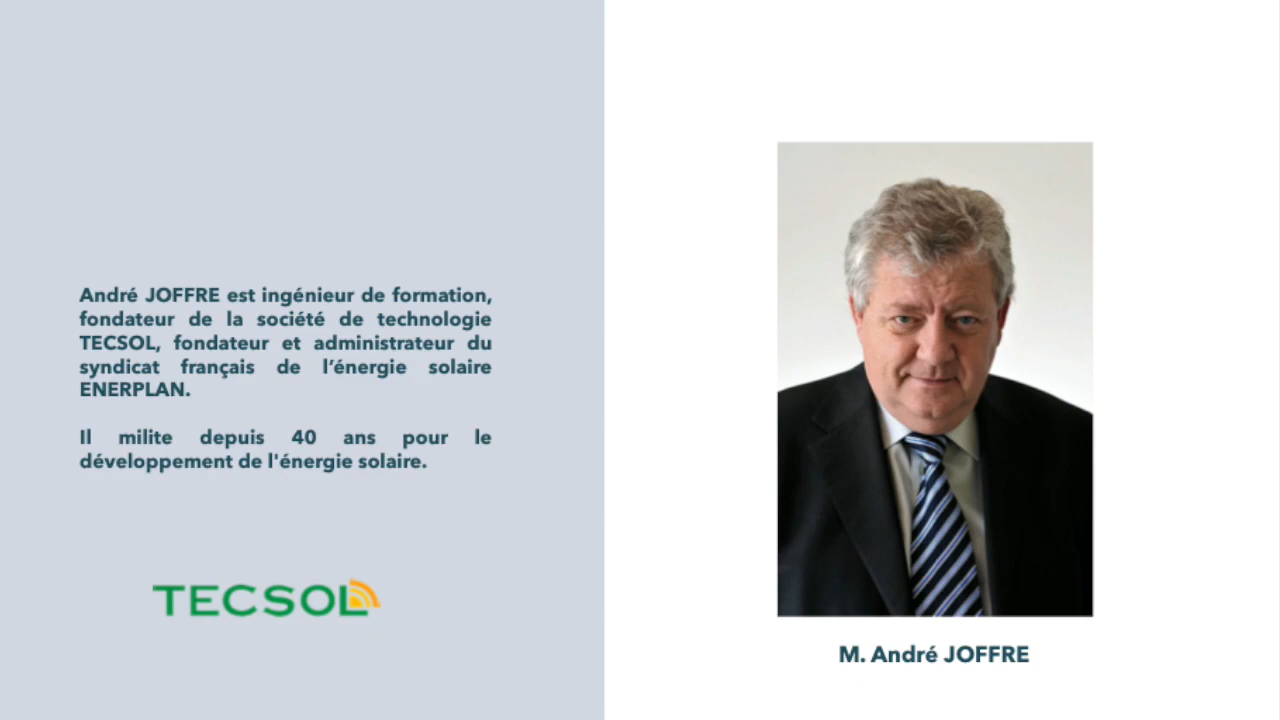 André JOFFRE est ingénieur de formation,
fondateur de la société de technologie
TECSOL, fondateur et administrateur du
syndicat français de l’énergie solaire
ENERPLAN.
Il milite depuis 40 ans pour le
développement de l'énergie solaire.
TECSOL
M. André JOFFRE